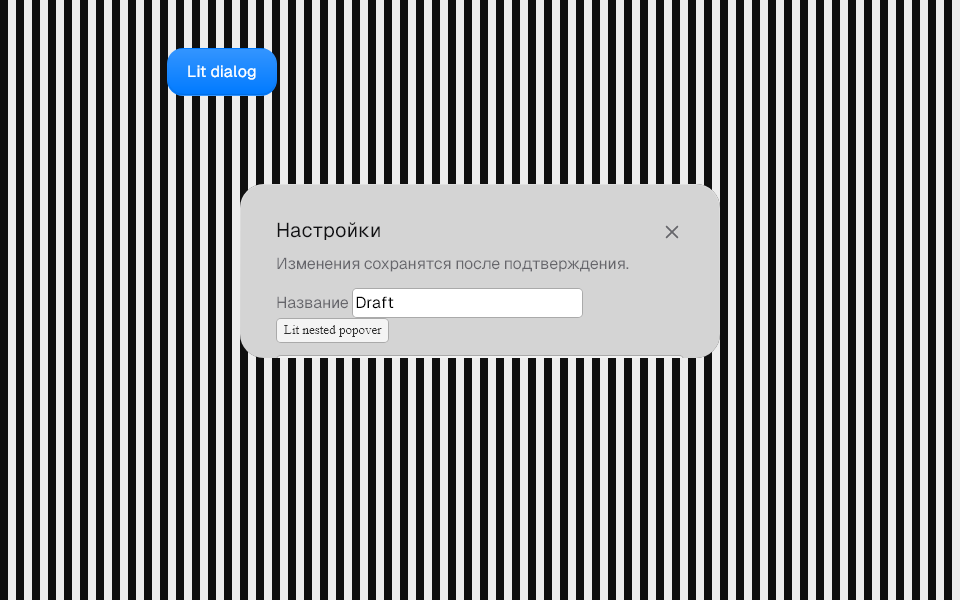 Lit dialog
Настройки
Изменения сохранятся после подтверждения.
Название Draft
Lit nested popover